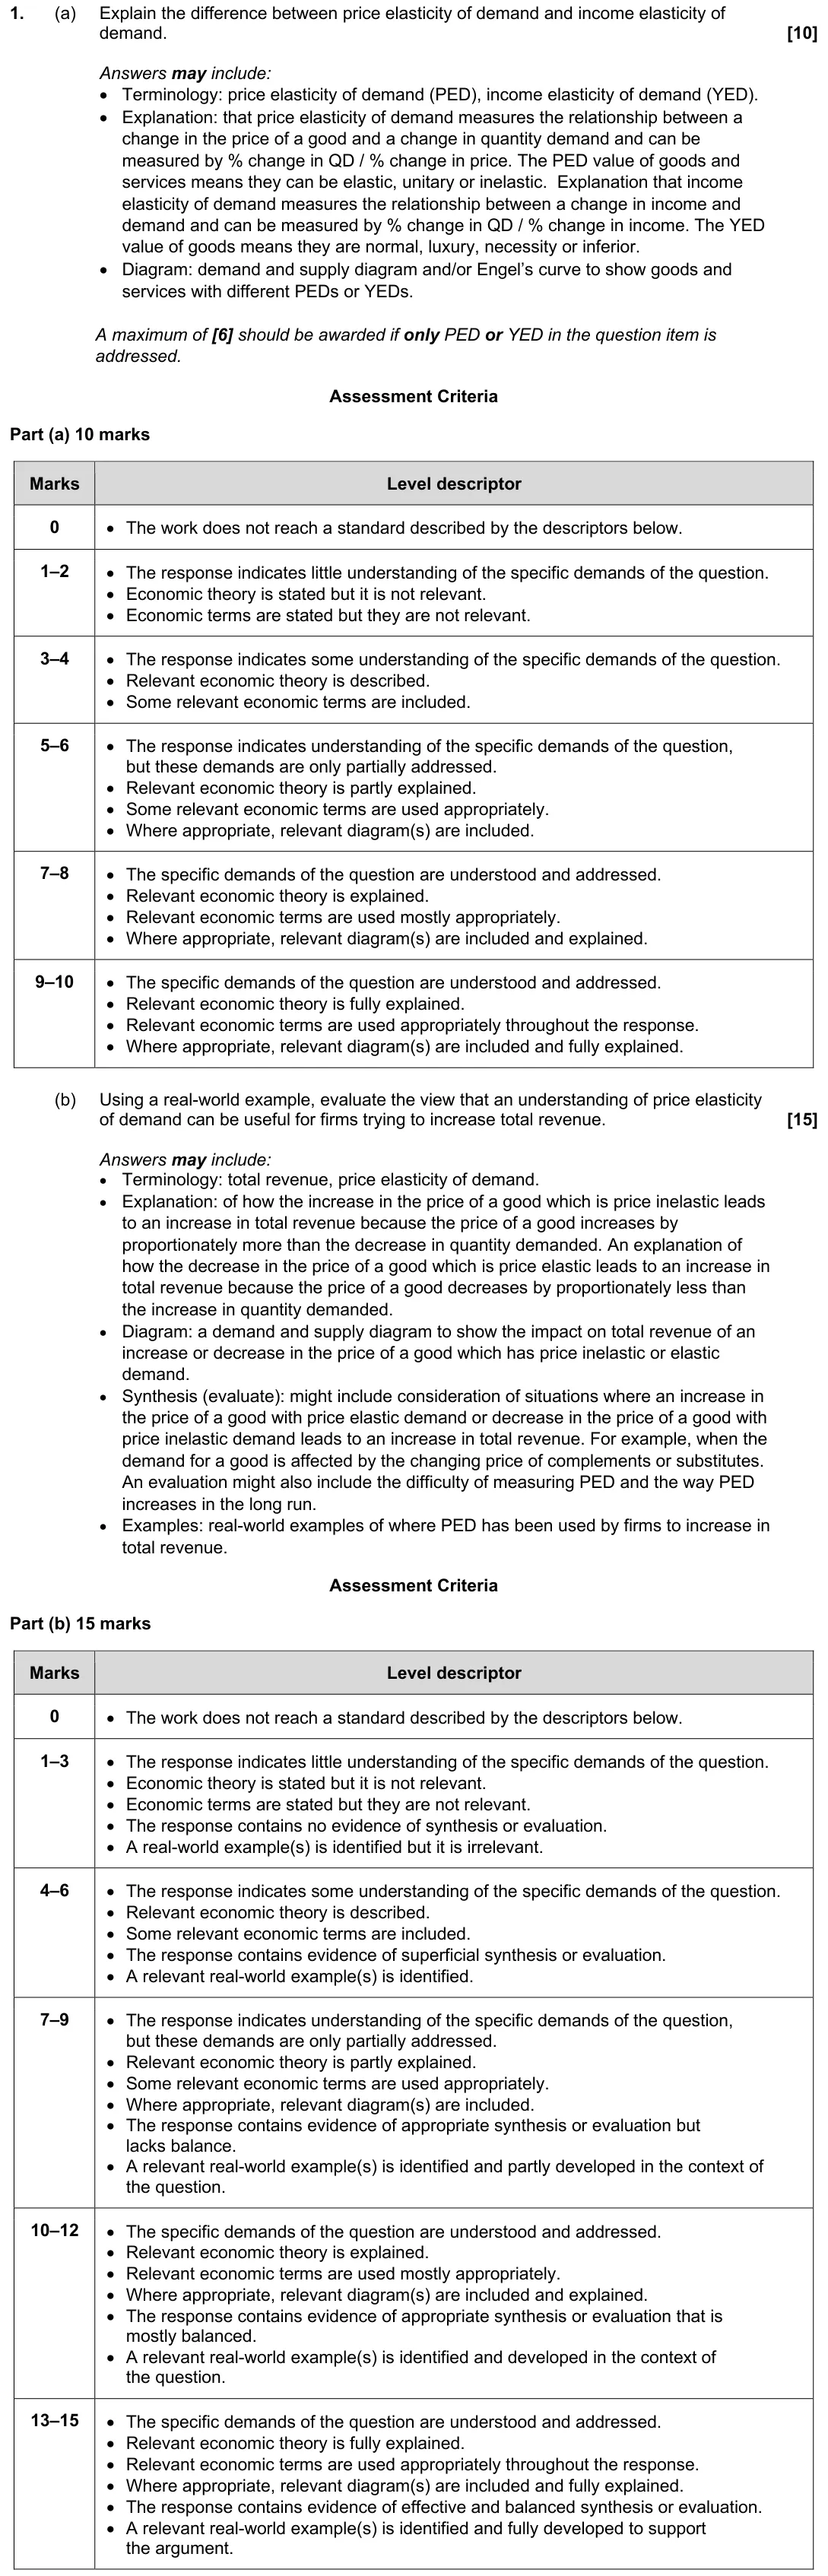 1. (a) Explain the difference between price elasticity of demand and income elasticity of
demand. [10]
Answers may include:
• Terminology: price elasticity of demand (PED), income elasticity of demand (YED).
• Explanation: that price elasticity of demand measures the relationship between a
change in the price of a good and a change in quantity demand and can be
measured by % change in QD / % change in price. The PED value of goods and
services means they can be elastic, unitary or inelastic. Explanation that income
elasticity of demand measures the relationship between a change in income and
demand and can be measured by % change in QD / % change in income. The YED
value of goods means they are normal, luxury, necessity or inferior.
• Diagram: demand and supply diagram and/or Engel's curve to show goods and
services with different PEDs or YEDs.
A maximum of [6] should be awarded if only PED or YED in the question item is
addressed.
Assessment Criteria
Part (a) 10 marks
Marks Level descriptor
0 • The work does not reach a standard described by the descriptors below.
1–2 • The response indicates little understanding of the specific demands of the question.
• Economic theory is stated but it is not relevant.
• Economic terms are stated but they are not relevant.
3–4 • The response indicates some understanding of the specific demands of the question.
• Relevant economic theory is described.
• Some relevant economic terms are included.
5–6 • The response indicates understanding of the specific demands of the question,
but these demands are only partially addressed.
• Relevant economic theory is partly explained.
• Some relevant economic terms are used appropriately.
• Where appropriate, relevant diagram(s) are included.
7–8 • The specific demands of the question are understood and addressed.
• Relevant economic theory is explained.
• Relevant economic terms are used mostly appropriately.
• Where appropriate, relevant diagram(s) are included and explained.
9–10 • The specific demands of the question are understood and addressed.
• Relevant economic theory is fully explained.
• Relevant economic terms are used appropriately throughout the response.
• Where appropriate, relevant diagram(s) are included and fully explained.
(b) Using a real-world example, evaluate the view that an understanding of price elasticity
of demand can be useful for firms trying to increase total revenue. [15]
Answers may include:
• Terminology: total revenue, price elasticity of demand.
• Explanation: of how the increase in the price of a good which is price inelastic leads
to an increase in total revenue because the price of a good increases by
proportionately more than the decrease in quantity demanded. An explanation of
how the decrease in the price of a good which is price elastic leads to an increase in
total revenue because the price of a good decreases by proportionately less than
the increase in quantity demanded.
• Diagram: a demand and supply diagram to show the impact on total revenue of an
increase or decrease in the price of a good which has price inelastic or elastic
demand.
• Synthesis (evaluate): might include consideration of situations where an increase in
the price of a good with price elastic demand or decrease in the price of a good with
price inelastic demand leads to an increase in total revenue. For example, when the
demand for a good is affected by the changing price of complements or substitutes.
An evaluation might also include the difficulty of measuring PED and the way PED
increases in the long run.
• Examples: real-world examples of where PED has been used by firms to increase in
total revenue.
Assessment Criteria
Part (b) 15 marks
Marks Level descriptor
0 • The work does not reach a standard described by the descriptors below.
1–3 • The response indicates little understanding of the specific demands of the question.
• Economic theory is stated but it is not relevant.
• Economic terms are stated but they are not relevant.
• The response contains no evidence of synthesis or evaluation.
• A real-world example(s) is identified but it is irrelevant.
4–6 • The response indicates some understanding of the specific demands of the question.
• Relevant economic theory is described.
• Some relevant economic terms are included.
• The response contains evidence of superficial synthesis or evaluation.
• A relevant real-world example(s) is identified.
7–9 • The response indicates understanding of the specific demands of the question,
but these demands are only partially addressed.
• Relevant economic theory is partly explained.
• Some relevant economic terms are used appropriately.
• Where appropriate, relevant diagram(s) are included.
• The response contains evidence of appropriate synthesis or evaluation but
lacks balance.
• A relevant real-world example(s) is identified and partly developed in the context of
the question.
10–12 • The specific demands of the question are understood and addressed.
• Relevant economic theory is explained.
• Relevant economic terms are used mostly appropriately.
• Where appropriate, relevant diagram(s) are included and explained.
• The response contains evidence of appropriate synthesis or evaluation that is
mostly balanced.
• A relevant real-world example(s) is identified and developed in the context of
the question.
13–15 • The specific demands of the question are understood and addressed.
• Relevant economic theory is fully explained.
• Relevant economic terms are used appropriately throughout the response.
• Where appropriate, relevant diagram(s) are included and fully explained.
• The response contains evidence of effective and balanced synthesis or evaluation.
• A relevant real-world example(s) is identified and fully developed to support
the argument.